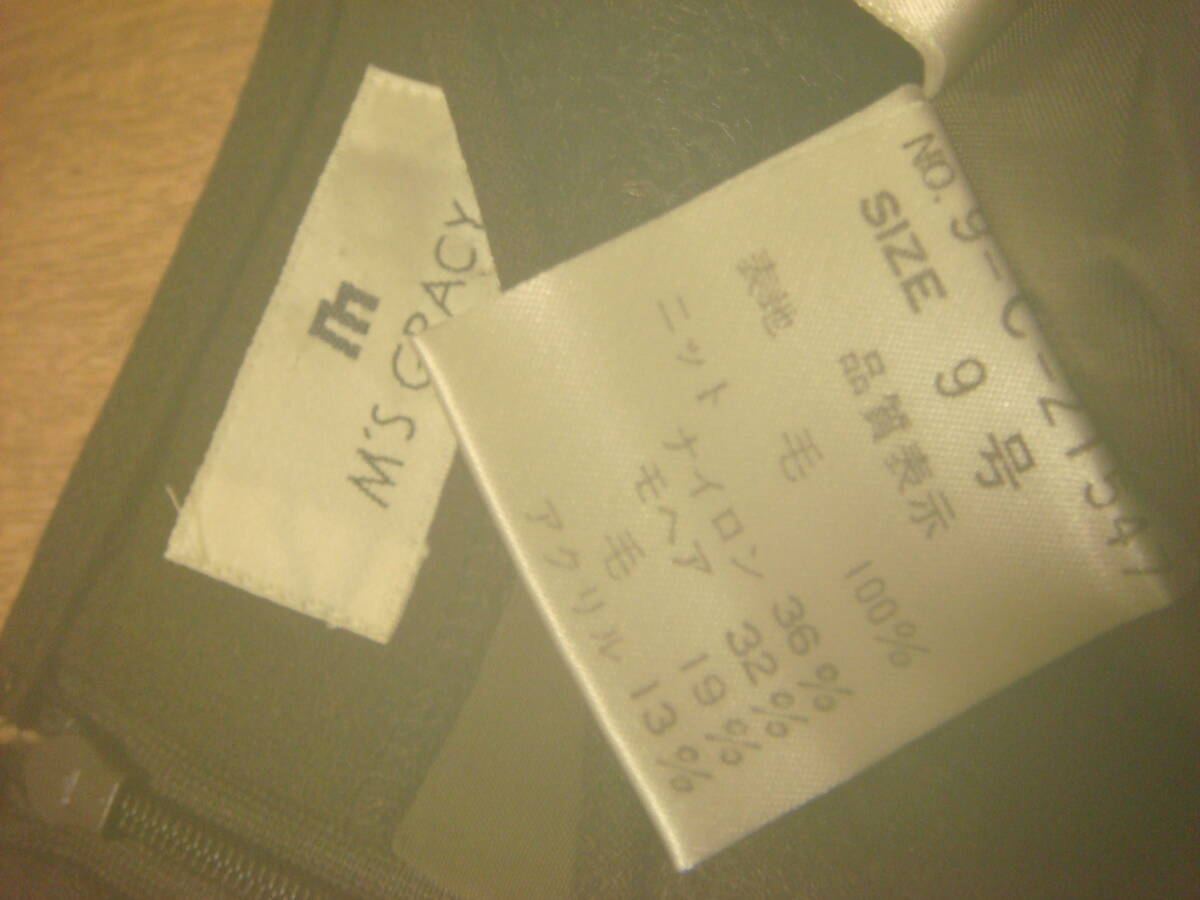 m
M'S GRACY
NO. 9-C-Z1547
SIZE 9号
品質表示
表地 毛 100%
ニット ナイロン 36%
モヘア 32%
毛 19%
アクリル 13%